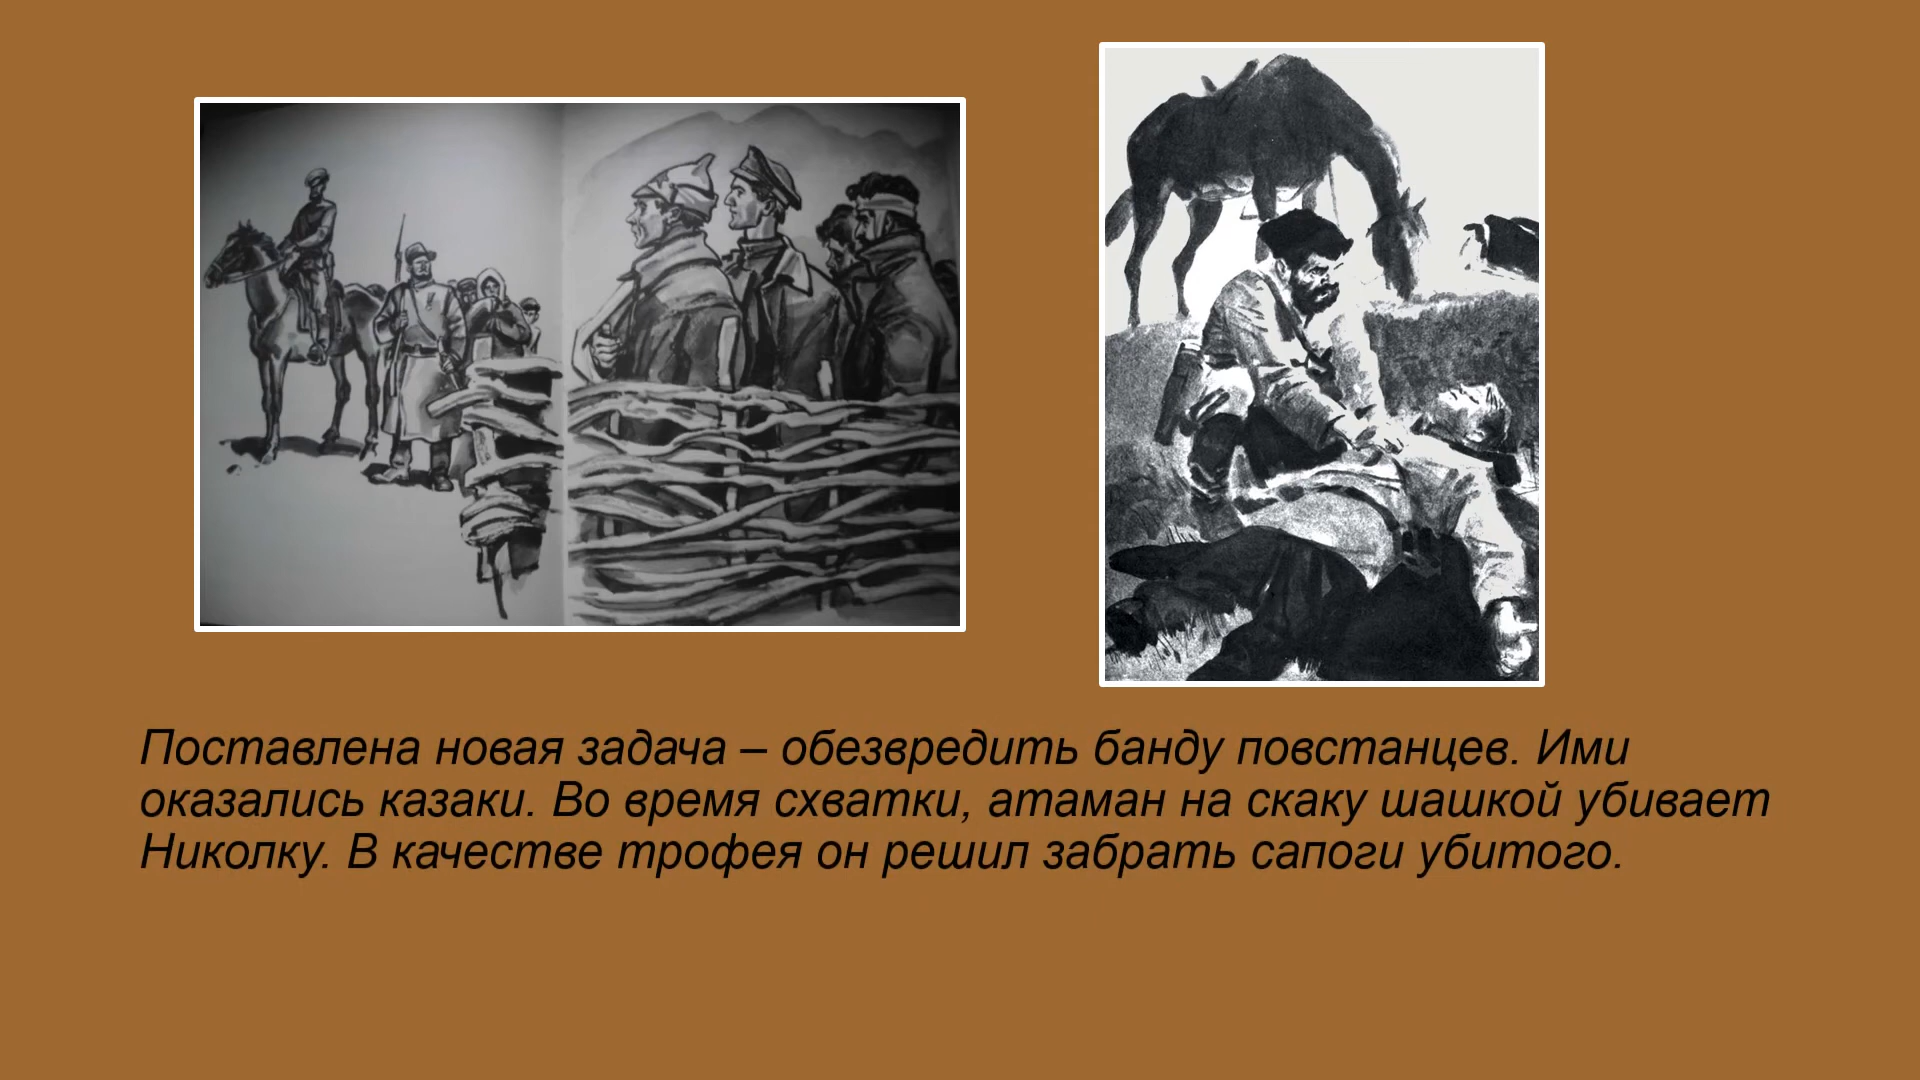 Поставлена новая задача – обезвредить банду повстанцев. Ими
оказались казаки. Во время схватки, атаман на скаку шашкой убивает
Николку. В качестве трофея он решил забрать сапоги убитого.